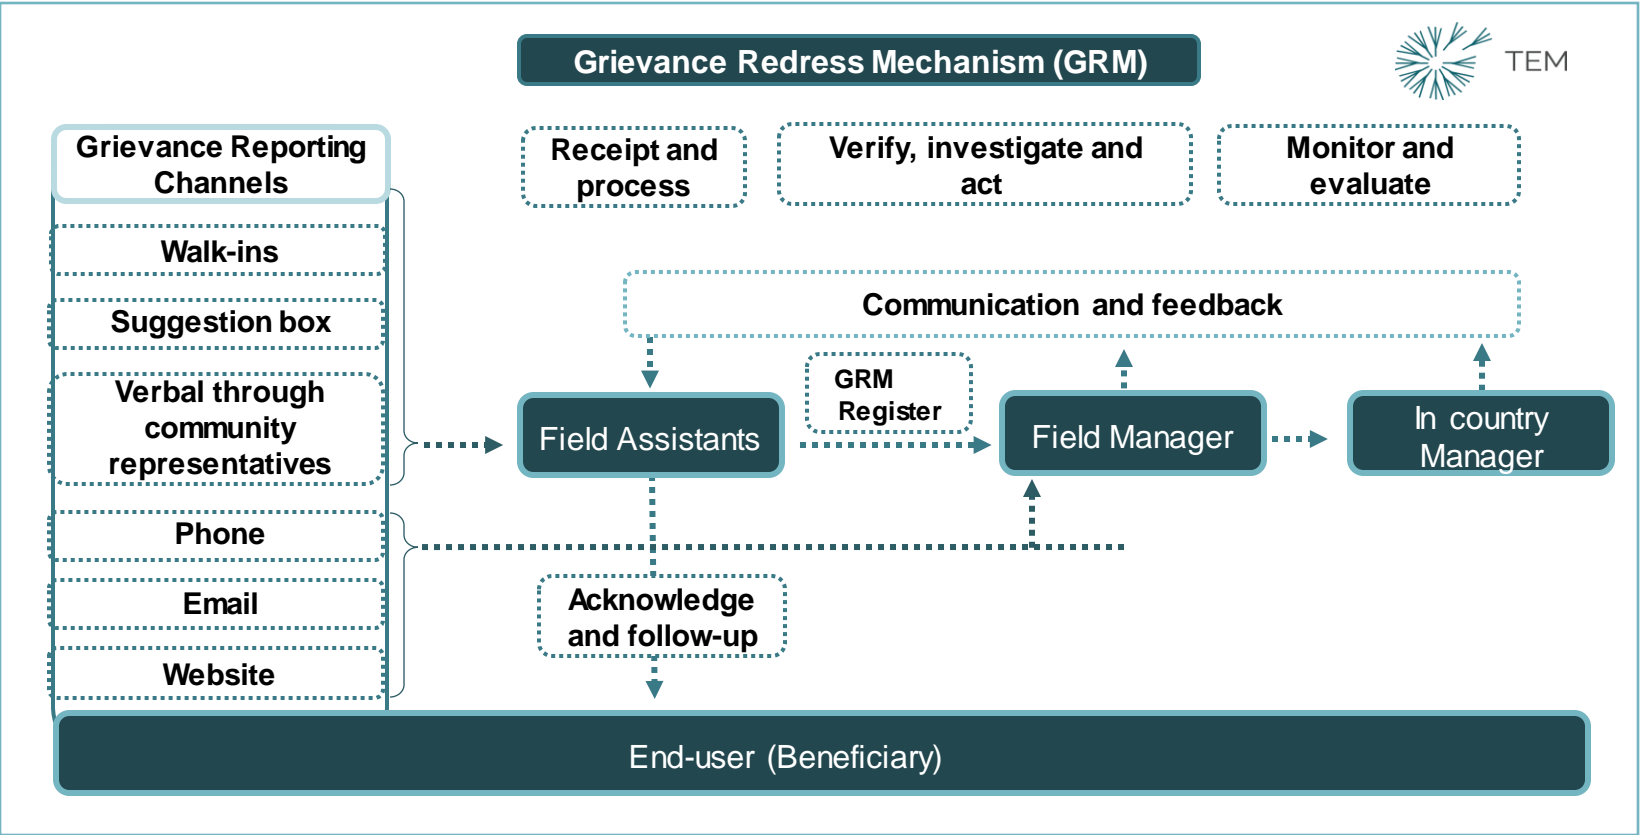 Grievance Redress Mechanism (GRM)
TEM
Grievance Reporting
Channels
Receipt and
process
Verify, investigate and
act
Monitor and
evaluate
Walk-ins
Suggestion box
Verbal through
community
representatives
Phone
Email
Website
Communication and feedback
Field Assistants
GRM
Register
Field Manager
In country
Manager
Acknowledge
and follow-up
End-user (Beneficiary)